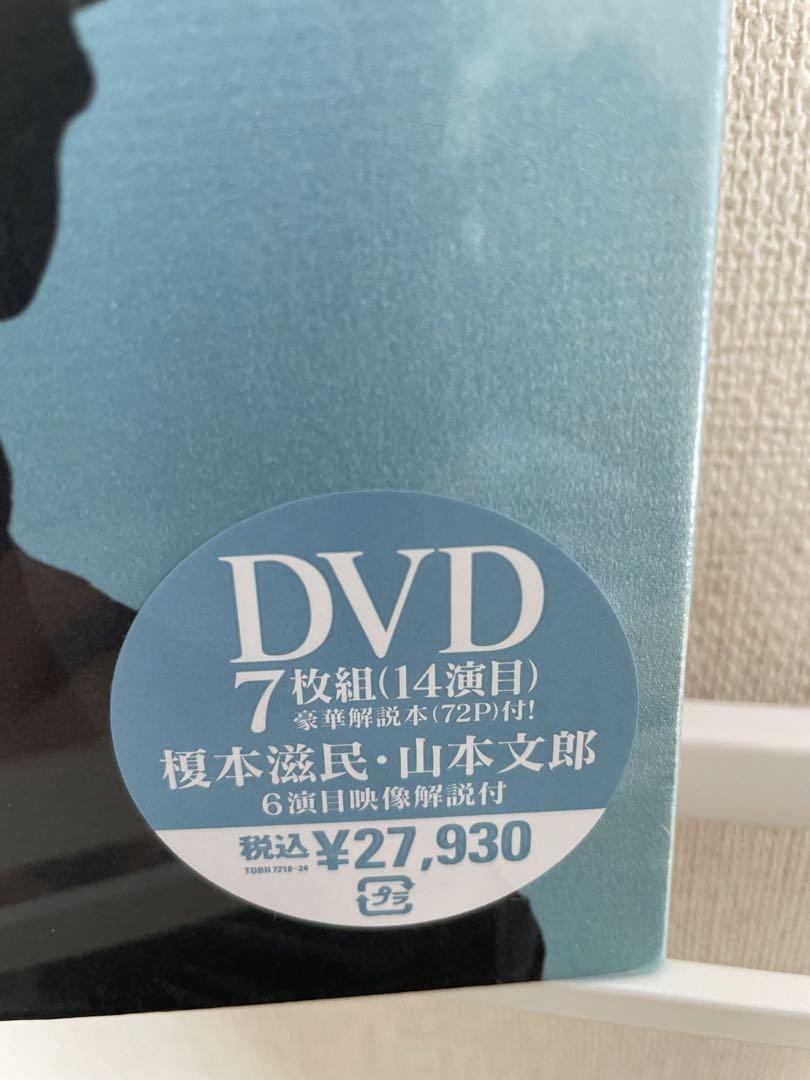 DVD
7枚組(14演目)
豪華解説本(72P)付!
榎本滋民・山本文郎
6演目映像解説付
税込¥27,930
TDBH7218-24
プラ